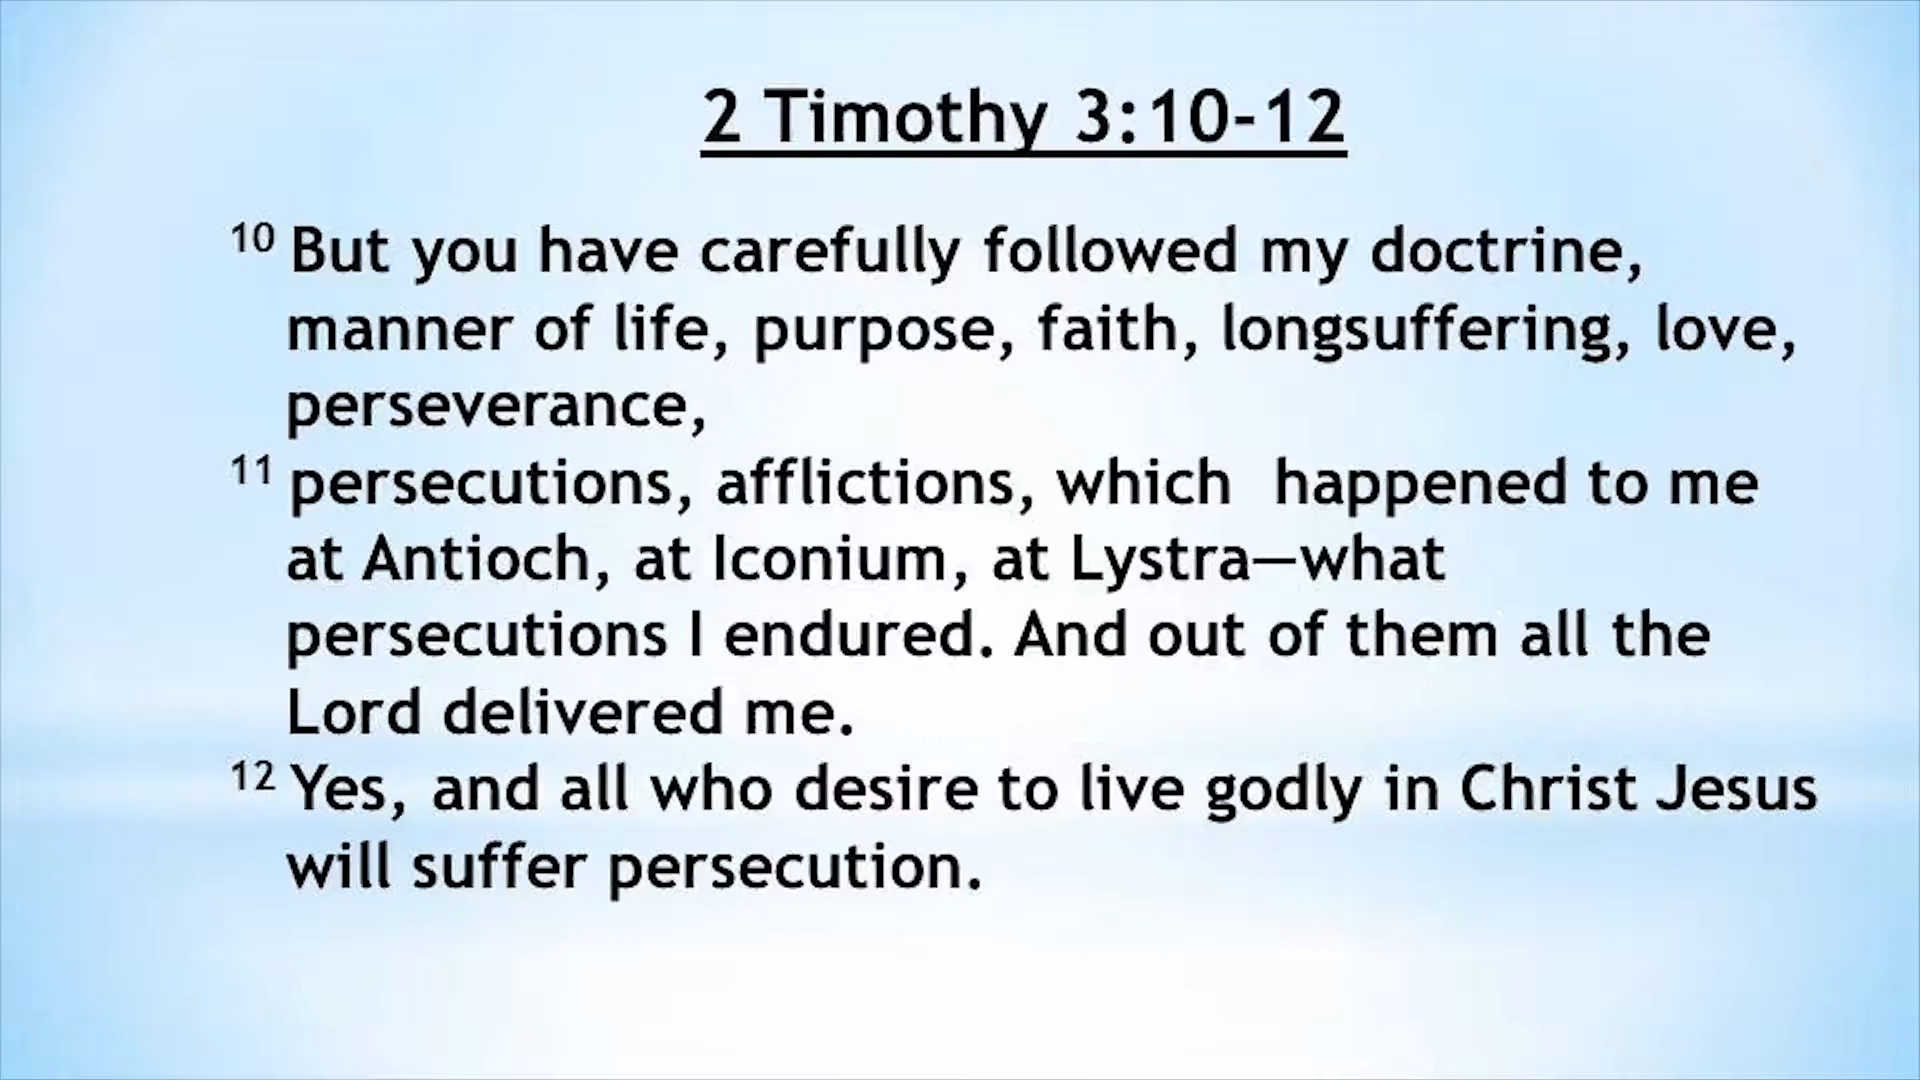 2 Timothy 3:10-12
10 But you have carefully followed my doctrine,
manner of life, purpose, faith, longsuffering, love,
perseverance,
11 persecutions, afflictions, which  happened to me
at Antioch, at Iconium, at Lystra—what
persecutions I endured. And out of them all the
Lord delivered me.
12 Yes, and all who desire to live godly in Christ Jesus
will suffer persecution.